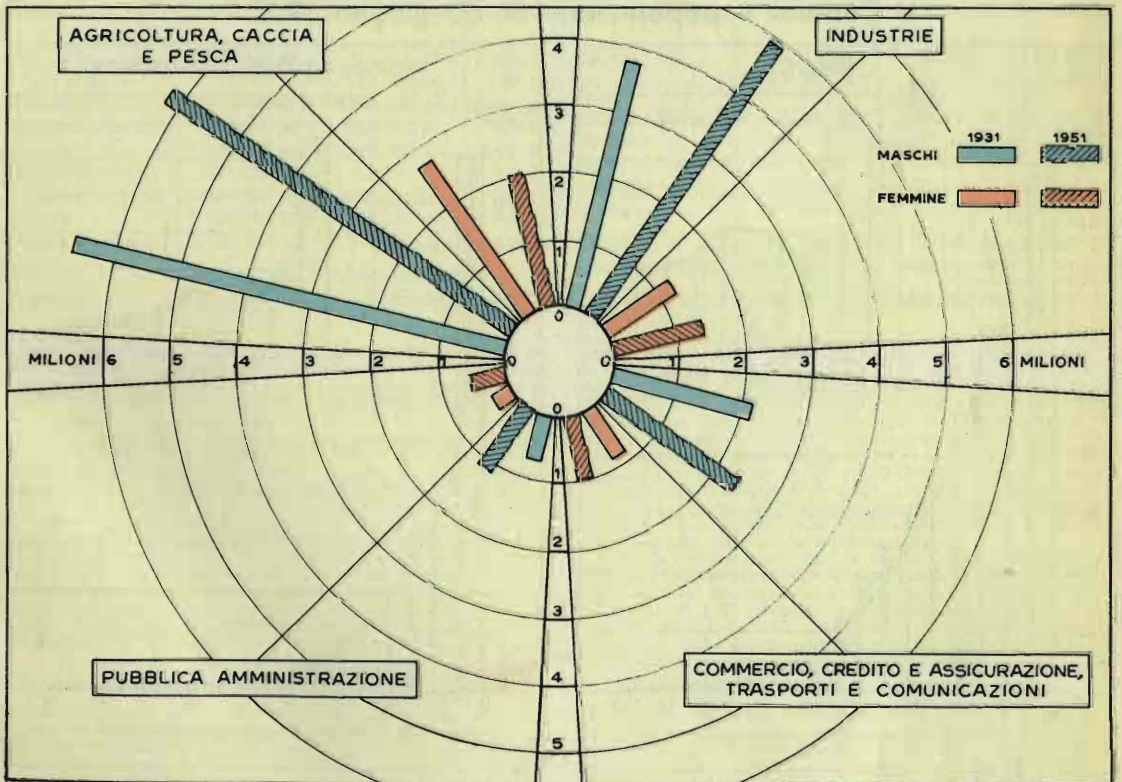 AGRICOLTURA, CACCIA
E PESCA
INDUSTRIE
1931 1951
MASCHI
FEMMINE
4
3
2
1
0
MILIONI 6 5 4 3 2 1 0
0 1 2 3 4 5 6 MILIONI
0
1
2
3
4
5
PUBBLICA AMMINISTRAZIONE
COMMERCIO, CREDITO E ASSICURAZIONE,
TRASPORTI E COMUNICAZIONI